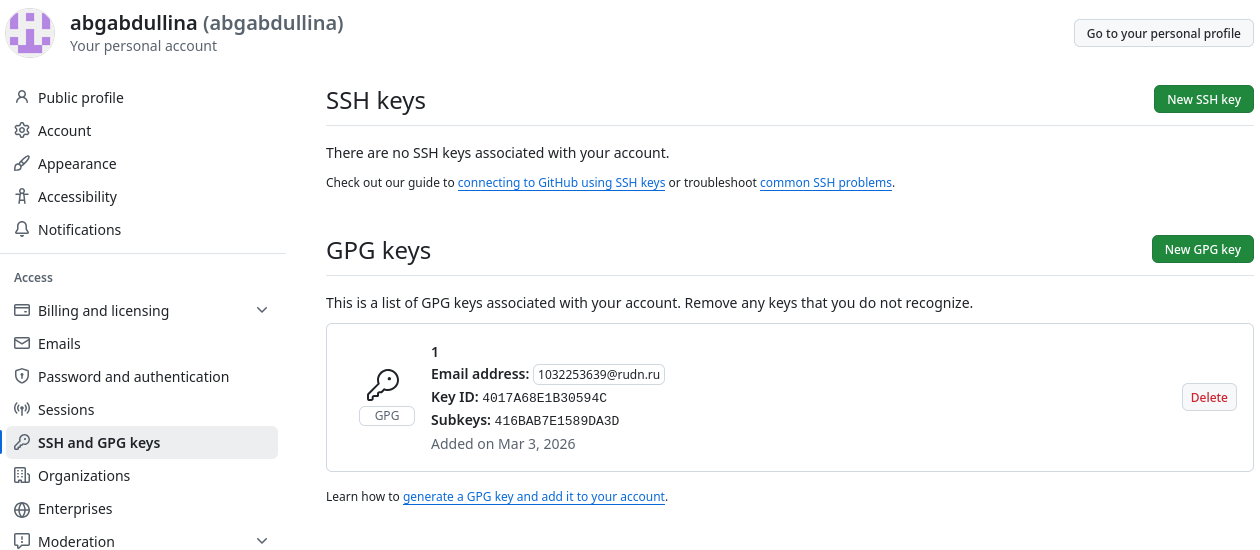 abgabdullina (abgabdullina)
Your personal account
Go to your personal profile
Public profile
Account
Appearance
Accessibility
Notifications
Access
Billing and licensing
Emails
Password and authentication
Sessions
SSH and GPG keys
Organizations
Enterprises
Moderation
SSH keys
New SSH key
There are no SSH keys associated with your account.
Check out our guide to connecting to GitHub using SSH keys or troubleshoot common SSH problems.
GPG keys
New GPG key
This is a list of GPG keys associated with your account. Remove any keys that you do not recognize.
GPG
1
Email address: 1032253639@rudn.ru
Key ID: 4017A68E1B30594C
Subkeys: 416BAB7E1589DA3D
Added on Mar 3, 2026
Delete
Learn how to generate a GPG key and add it to your account.